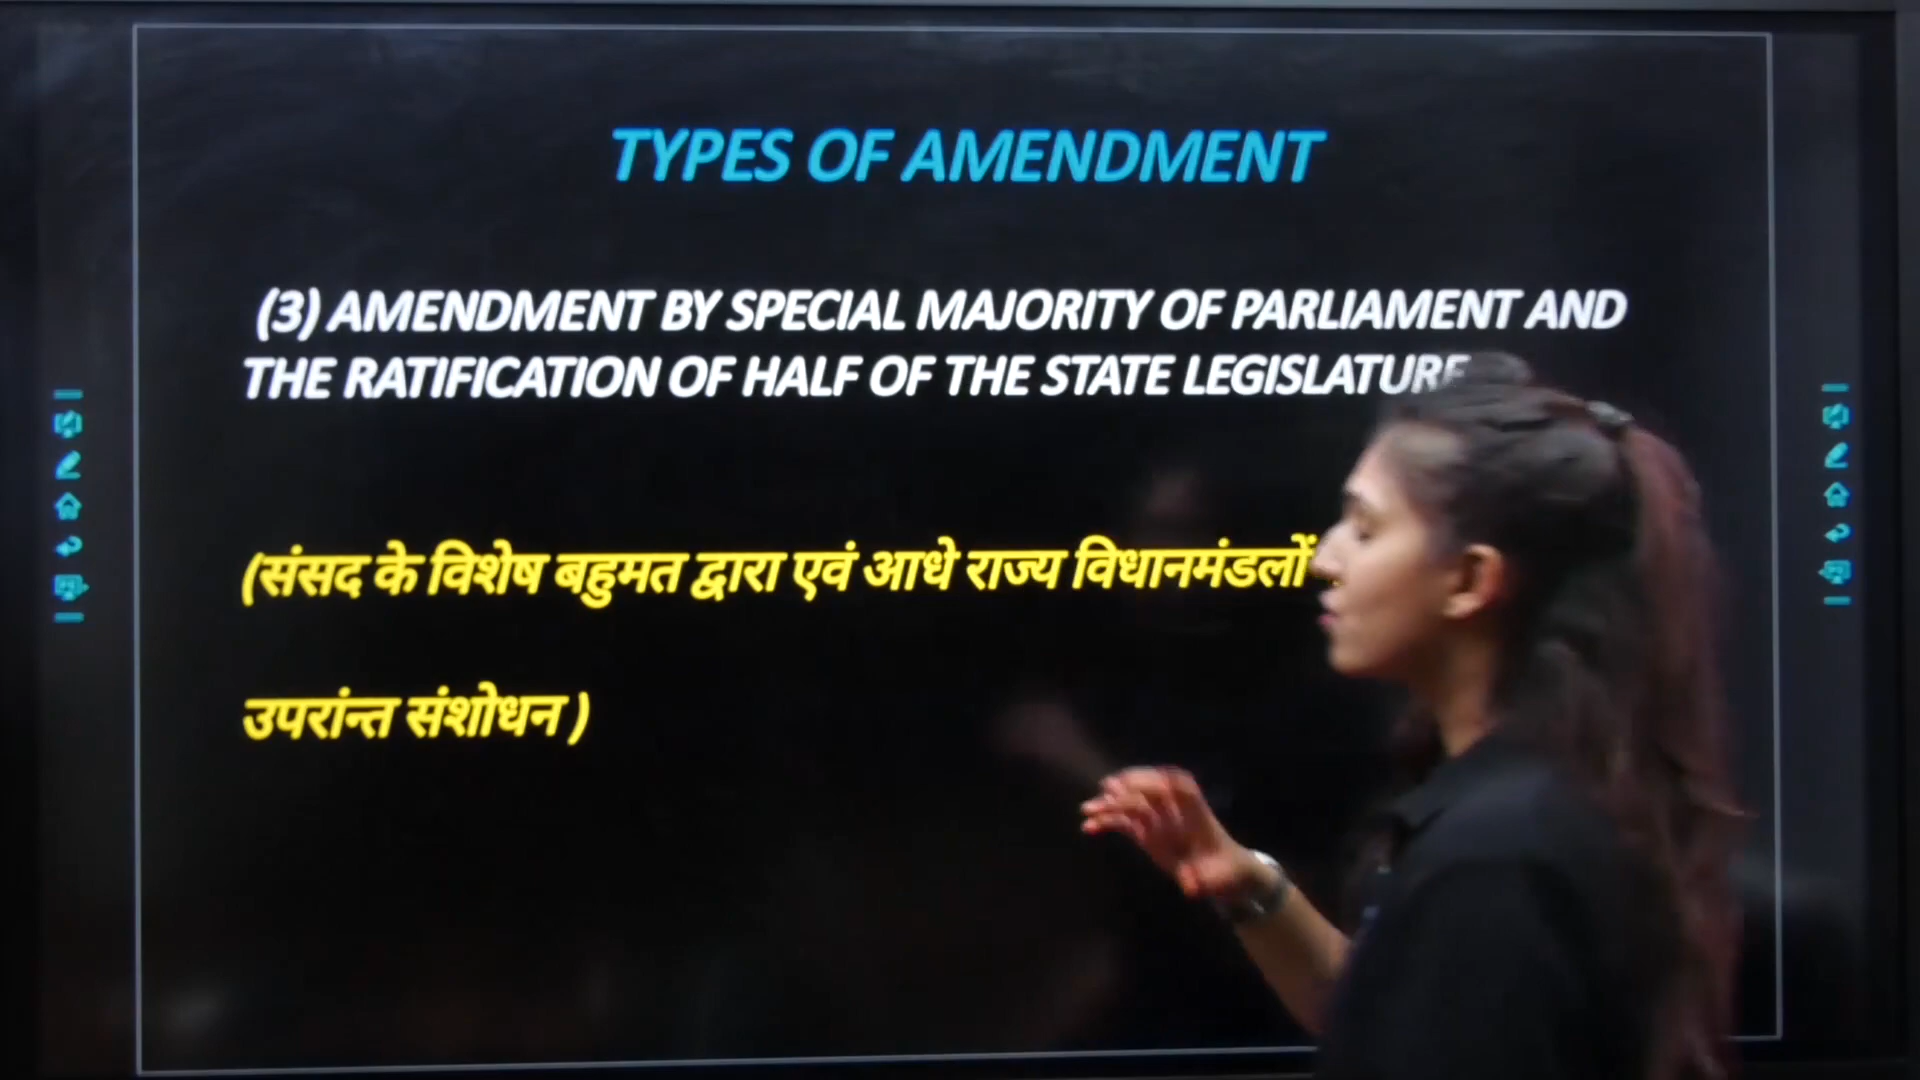 TYPES OF AMENDMENT
(3) AMENDMENT BY SPECIAL MAJORITY OF PARLIAMENT AND
THE RATIFICATION OF HALF OF THE STATE LEGISLATURE
(संसद के विशेष बहुमत द्वारा एवं आधे राज्य विधानमंडलों
उपरांन्त संशोधन )